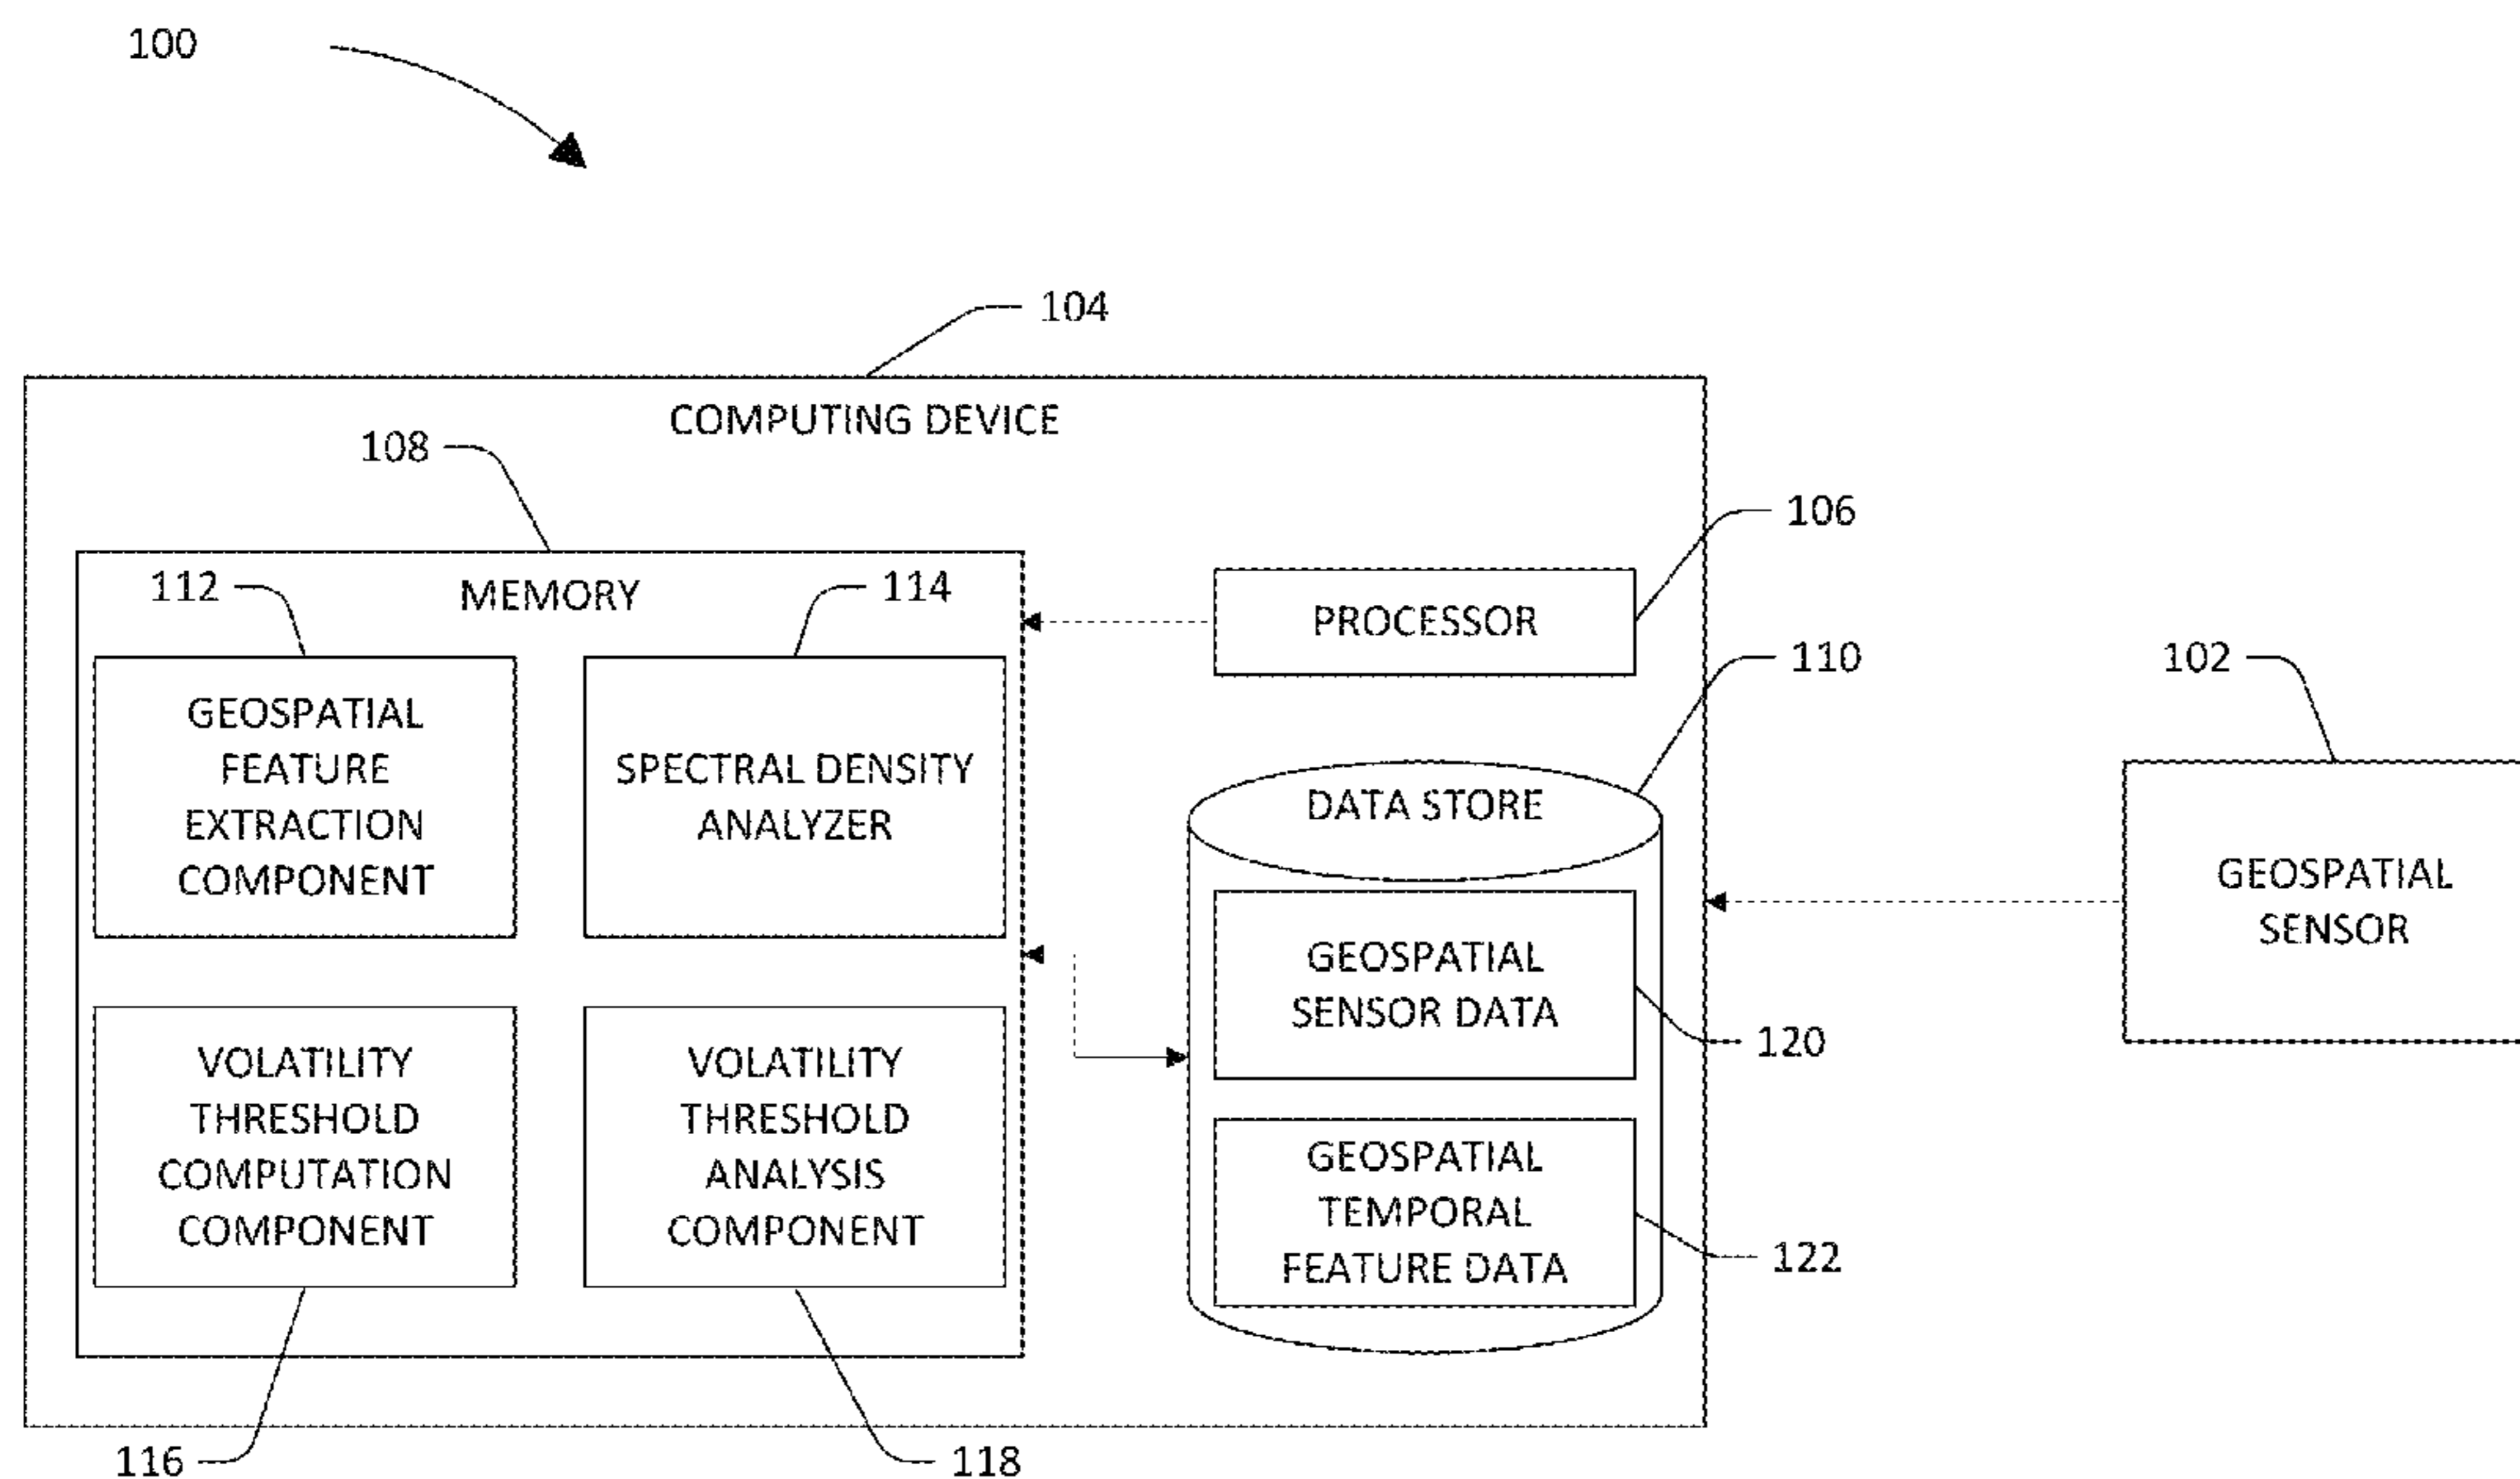 100
104
COMPUTING DEVICE
108
106
112
MEMORY
114
PROCESSOR
110
102
GEOSPATIAL
FEATURE
EXTRACTION
COMPONENT
SPECTRAL DENSITY
ANALYZER
DATA STORE
GEOSPATIAL
SENSOR
GEOSPATIAL
SENSOR DATA
120
VOLATILITY
THRESHOLD
COMPUTATION
COMPONENT
VOLATILITY
THRESHOLD
ANALYSIS
COMPONENT
GEOSPATIAL
TEMPORAL
FEATURE DATA
122
116
118